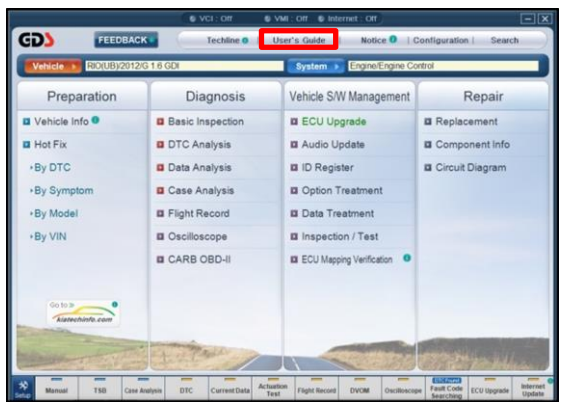 VCI : Off VMI : Off Internet : Off
GDS FEEDBACK Techline User's Guide Notice Configuration Search
Vehicle RIO(UB)/2012/G 1.6 GDI System Engine/Engine Control
Preparation Diagnosis Vehicle S/W Management Repair
Vehicle Info Basic Inspection ECU Upgrade Replacement
Hot Fix DTC Analysis Audio Update Component Info
By DTC Data Analysis ID Register Circuit Diagram
By Symptom Case Analysis Option Treatment
By Model Flight Record Data Treatment
By VIN Oscilloscope Inspection / Test
CARB OBD-II ECU Mapping Verification
Go to
kiatechinfo.com
Setup Manual TSB Case Analysis DTC Current Data Actuation Test Flight Record DVOM Oscilloscope DTC Found Fault Code Searching ECU Upgrade Internet Update